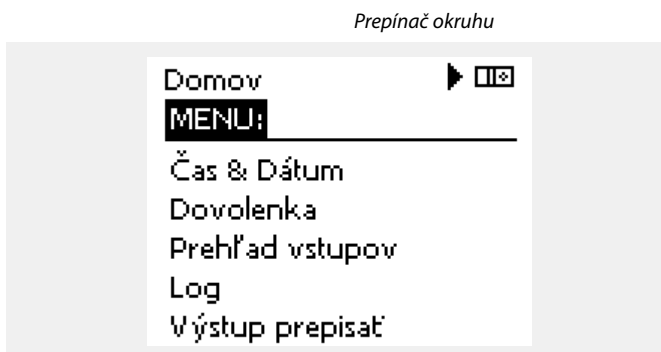 Prepínač okruhu
Domov
MENU:
Čas & Dátum
Dovolenka
Prehľad vstupov
Log
Výstup prepisať